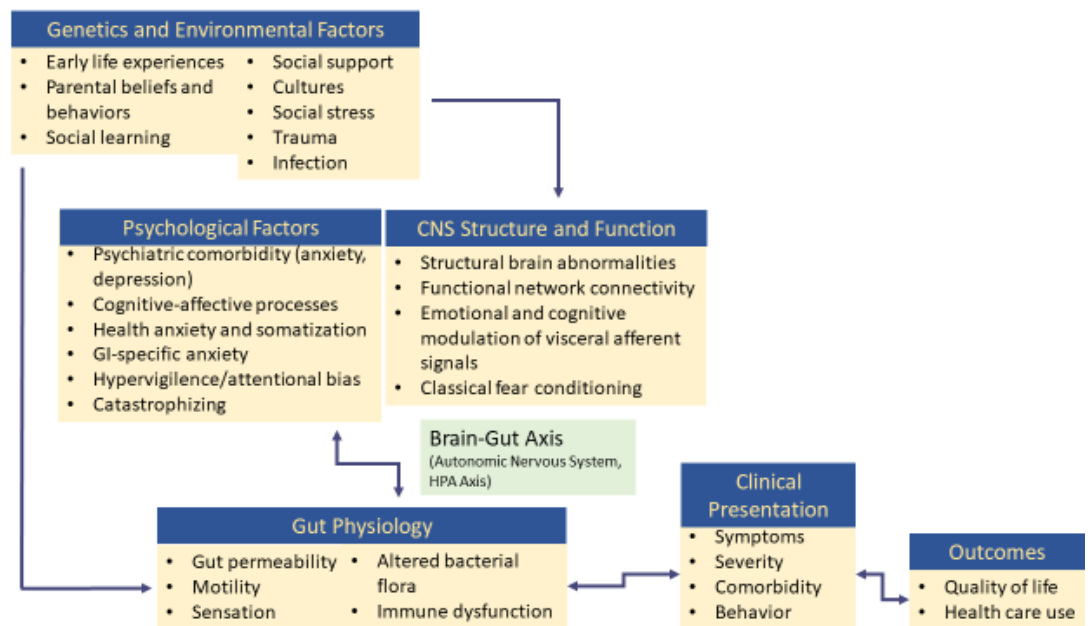 Genetics and Environmental Factors
• Early life experiences
• Parental beliefs and
behaviors
• Social learning
• Social support
• Cultures
• Social stress
• Trauma
• Infection
Psychological Factors
• Psychiatric comorbidity (anxiety,
depression)
• Cognitive-affective processes
• Health anxiety and somatization
• GI-specific anxiety
• Hypervigilence/attentional bias
• Catastrophizing
CNS Structure and Function
• Structural brain abnormalities
• Functional network connectivity
• Emotional and cognitive
modulation of visceral afferent
signals
• Classical fear conditioning
Brain-Gut Axis
(Autonomic Nervous System,
HPA Axis)
Gut Physiology
• Gut permeability
• Motility
• Sensation
• Altered bacterial
flora
• Immune dysfunction
Clinical
Presentation
• Symptoms
• Severity
• Comorbidity
• Behavior
Outcomes
• Quality of life
• Health care use